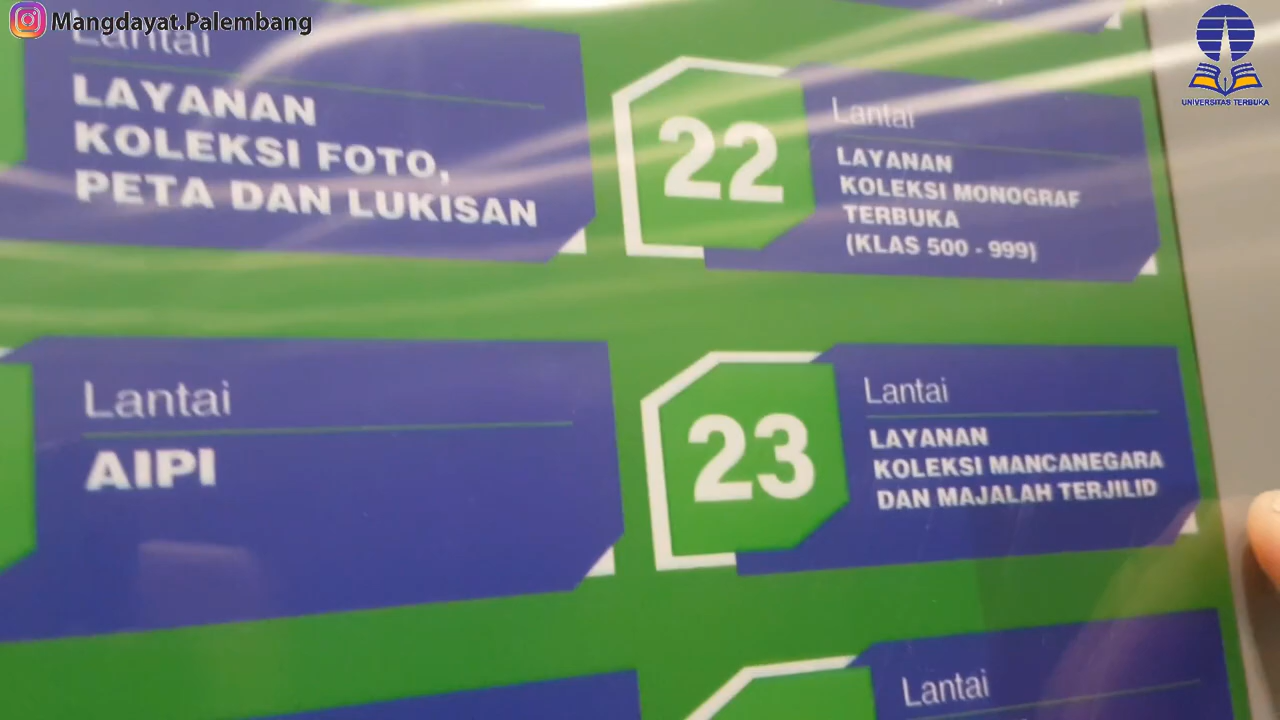 Mangdayat.Palembang
UNIVERSITAS TERBUKA
Lantai
LAYANAN
KOLEKSI FOTO,
PETA DAN LUKISAN
22
Lantai
LAYANAN
KOLEKSI MONOGRAF
TERBUKA
(KLAS 500 - 999)
Lantai
AIPI
23
Lantai
LAYANAN
KOLEKSI MANCANEGARA
DAN MAJALAH TERJILID
Lantai